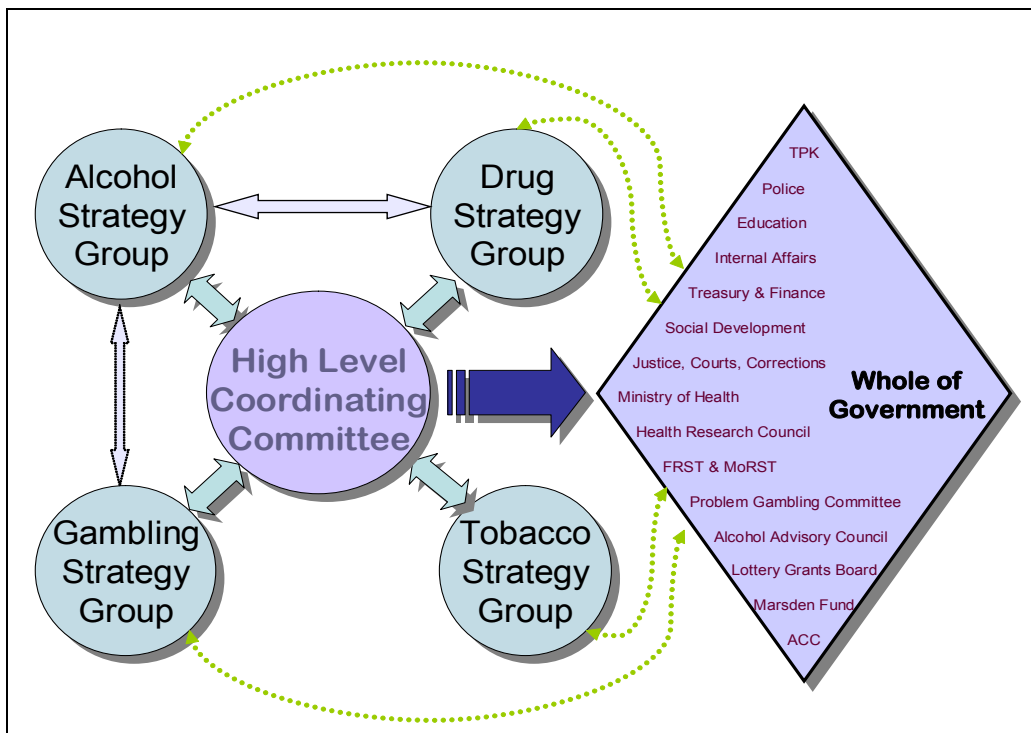 Alcohol
Strategy
Group
Drug
Strategy
Group
High Level
Coordinating
Committee
Gambling
Strategy
Group
Tobacco
Strategy
Group
TPK
Police
Education
Internal Affairs
Treasury & Finance
Social Development
Justice, Courts, Corrections
Ministry of Health
Health Research Council
FRST & MoRST
Problem Gambling Committee
Alcohol Advisory Council
Lottery Grants Board
Marsden Fund
ACC
Whole of
Government